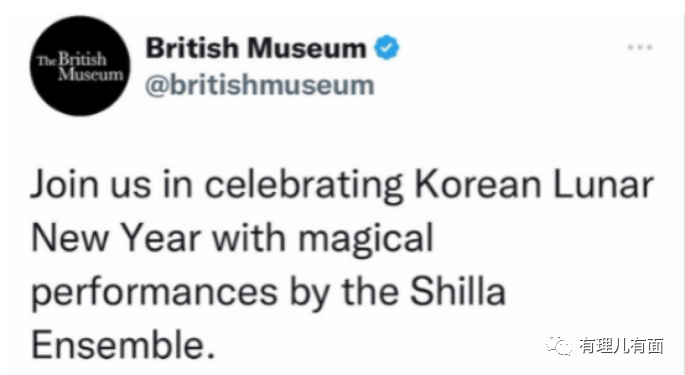 The British
Museum
British Museum
@britishmuseum
Join us in celebrating Korean Lunar
New Year with magical
performances by the Shilla
Ensemble.
有理儿有面